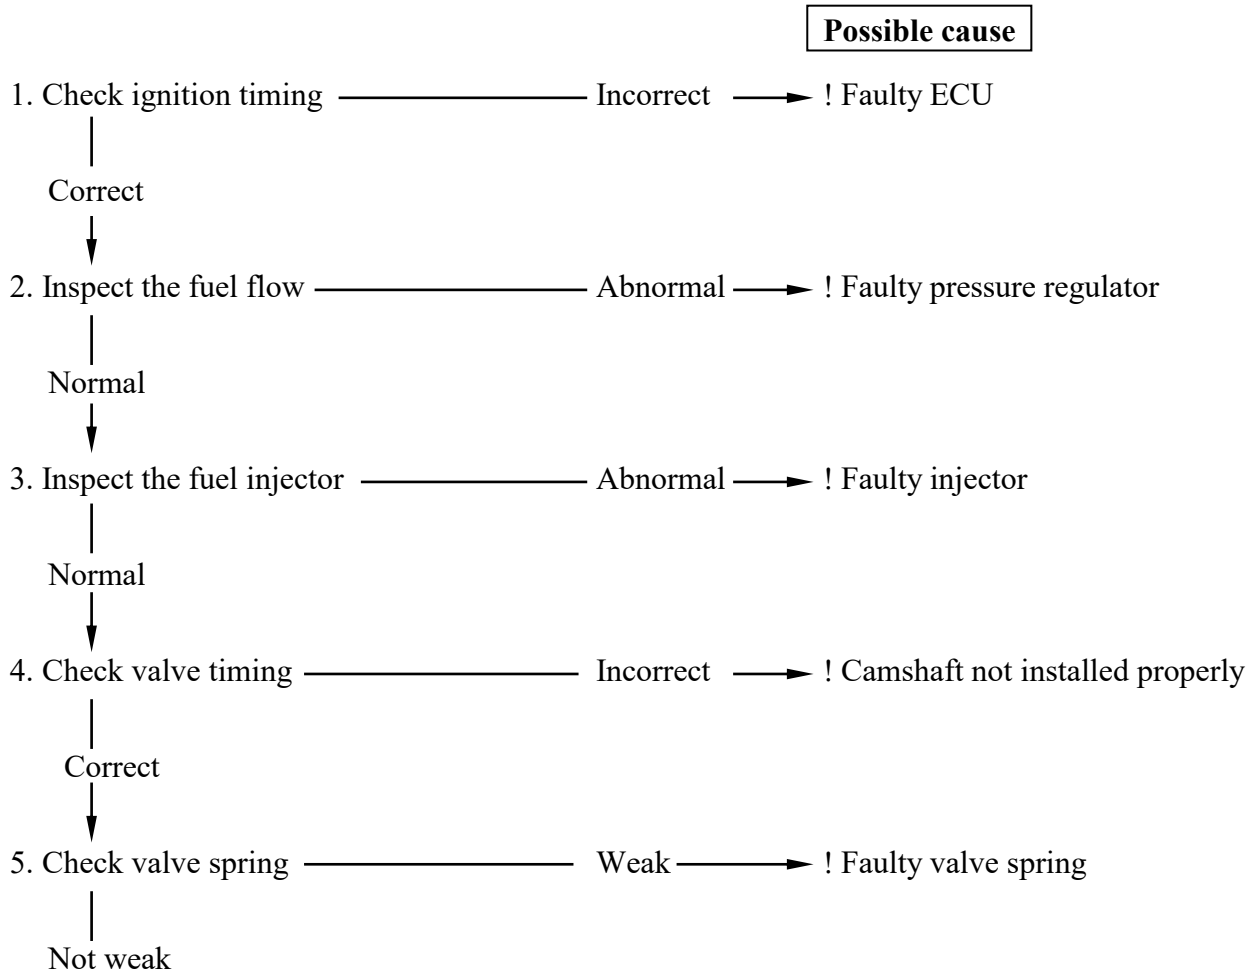 Possible cause
1. Check ignition timing Incorrect ! Faulty ECU
Correct
2. Inspect the fuel flow Abnormal ! Faulty pressure regulator
Normal
3. Inspect the fuel injector Abnormal ! Faulty injector
Normal
4. Check valve timing Incorrect ! Camshaft not installed properly
Correct
5. Check valve spring Weak ! Faulty valve spring
Not weak